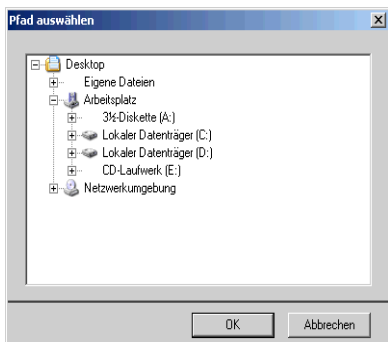 Pfad auswählen
Desktop
Eigene Dateien
Arbeitsplatz
3½-Diskette (A:)
Lokaler Datenträger (C:)
Lokaler Datenträger (D:)
CD-Laufwerk (E:)
Netzwerkumgebung
OK Abbrechen